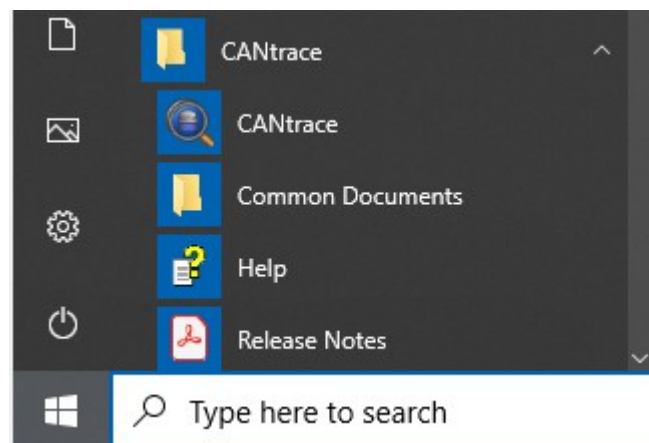 CANtrace
CANtrace
Common Documents
Help
Release Notes
Type here to search